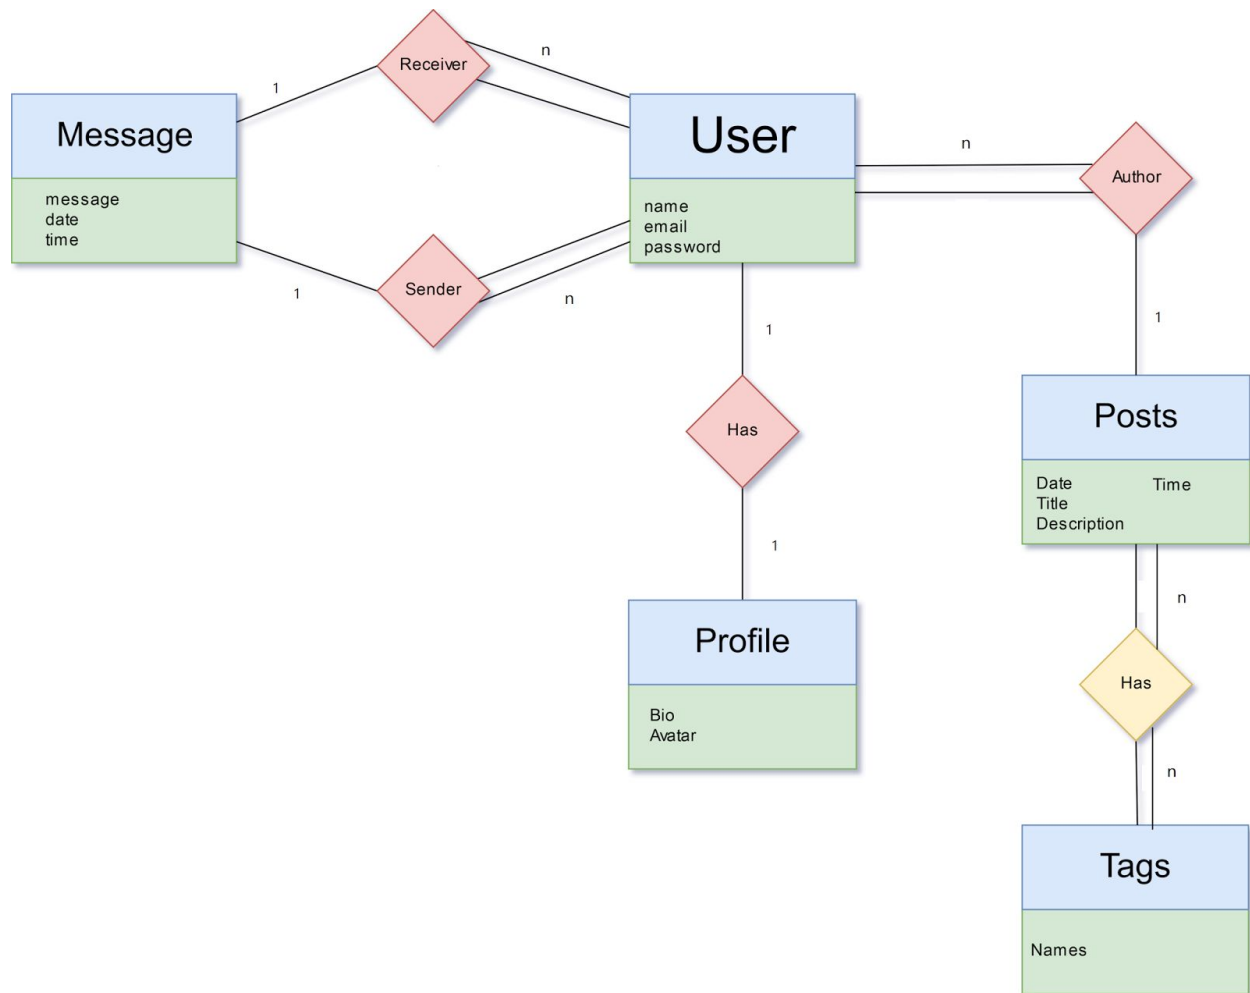 Receiver
n
1
Message
User
n
Author
message
date
time
name
email
password
Sender
1
n
1
1
Has
Posts
Date Time
Title
Description
1
Profile
n
Bio
Avatar
Has
n
Tags
Names